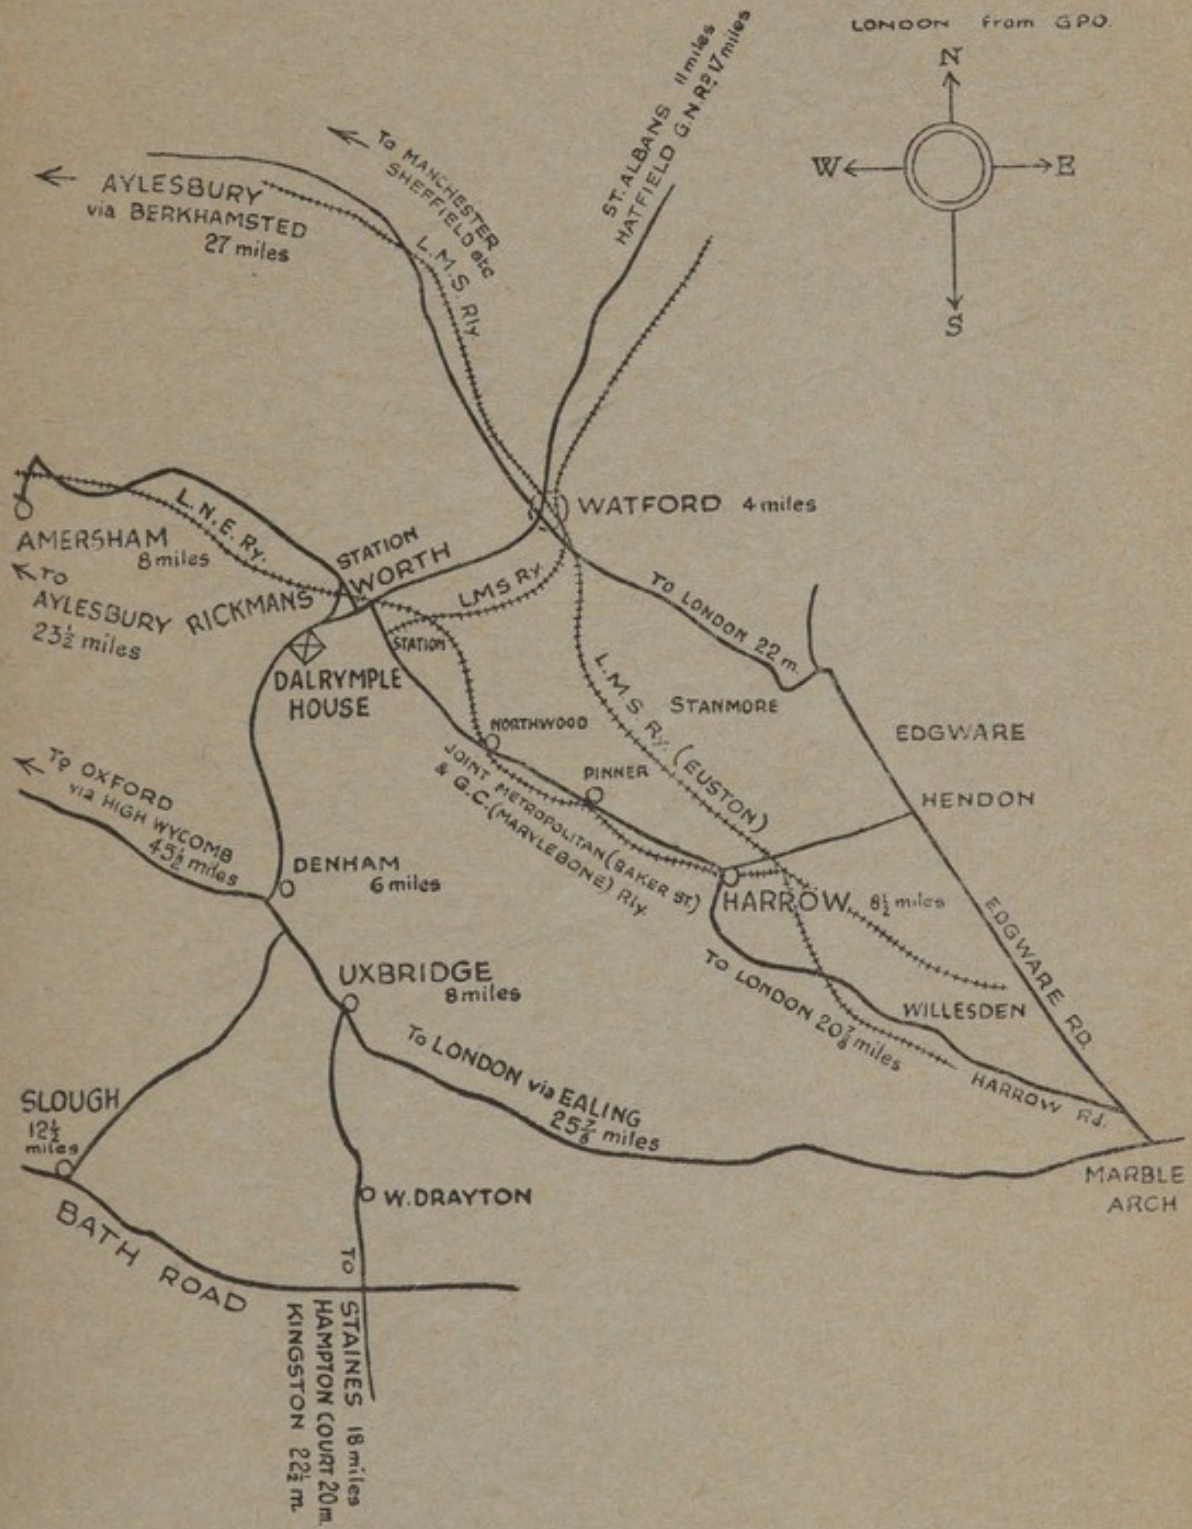 LONDON from GPO.
N
W
E
S
ST. ALBANS 11 miles
HATFIELD G.N.Rd. 17 miles
To MANCHESTER
SHEFFIELD etc
L.M.S. Rly
AYLESBURY
via BERKHAMSTED
27 miles
WATFORD 4 miles
L.N.E. Ry.
AMERSHAM
8 miles
TO
AYLESBURY
23½ miles
STATION
RICKMANSWORTH
LMS Ry.
STATION
TO LONDON 22 m.
DALRYMPLE
HOUSE
L.M.S. Ry. (EUSTON)
STANMORE
EDGWARE
NORTHWOOD
PINNER
HENDON
JOINT METROPOLITAN (BAKER ST.)
& G.C. (MARYLEBONE) Rly.
To OXFORD
via HIGH WYCOMB
45½ miles
DENHAM
6 miles
HARROW 8½ miles
EDGWARE RD.
UXBRIDGE
8 miles
TO LONDON 20⅞ miles
WILLESDEN
To LONDON via EALING
25⅞ miles
HARROW Rd.
SLOUGH
12½
miles
MARBLE
ARCH
W. DRAYTON
BATH ROAD
TO
STAINES 18 miles
HAMPTON COURT 20 m.
KINGSTON 22½ m.